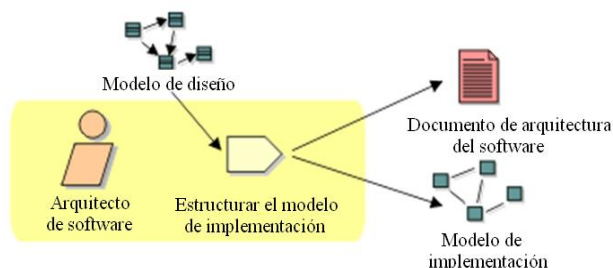 Modelo de diseño
Documento de arquitectura
del software
Arquitecto
de software
Estructurar el modelo
de implementación
Modelo de
implementación